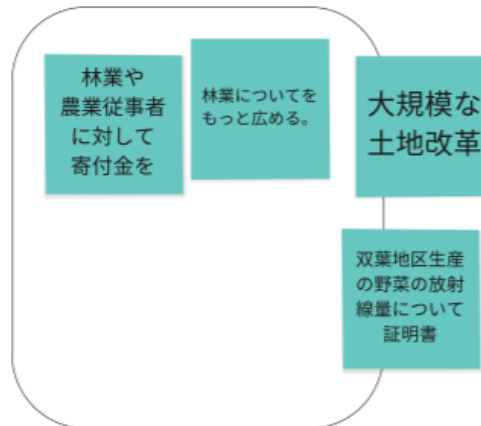 林業や
農業従事者
に対して
寄付金を
林業についてを
もっと広める。
大規模な
土地改革
双葉地区生産
の野菜の放射
線量について
証明書